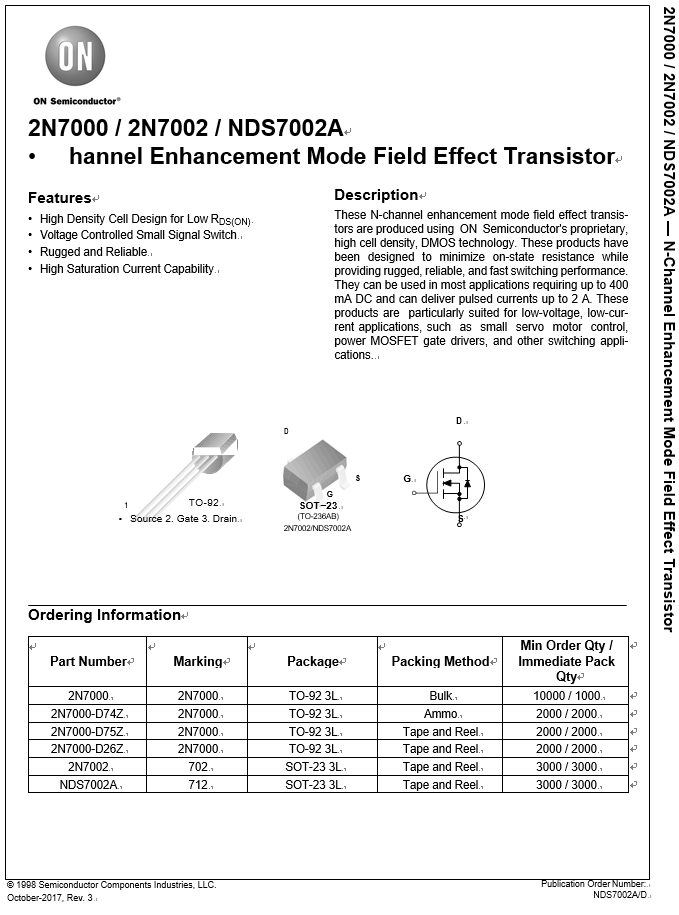 ON
ON Semiconductor®
2N7000 / 2N7002 / NDS7002A
• hannel Enhancement Mode Field Effect Transistor
Features
• High Density Cell Design for Low RDS(ON)
• Voltage Controlled Small Signal Switch
• Rugged and Reliable
• High Saturation Current Capability
Description
These N-channel enhancement mode field effect transis-
tors are produced using ON Semiconductor's proprietary,
high cell density, DMOS technology. These products have
been designed to minimize on-state resistance while
providing rugged, reliable, and fast switching performance.
They can be used in most applications requiring up to 400
mA DC and can deliver pulsed currents up to 2 A. These
products are particularly suited for low-voltage, low-cur-
rent applications, such as small servo motor control,
power MOSFET gate drivers, and other switching appli-
cations.
1
TO-92
• Source 2. Gate 3. Drain
D
S
G
SOT-23
(TO-236AB)
2N7002/NDS7002A
D
G
S
Ordering Information
Part Number Marking Package Packing Method Min Order Qty /
Immediate Pack
Qty
2N7000 2N7000 TO-92 3L Bulk 10000 / 1000
2N7000-D74Z 2N7000 TO-92 3L Ammo 2000 / 2000
2N7000-D75Z 2N7000 TO-92 3L Tape and Reel 2000 / 2000
2N7000-D26Z 2N7000 TO-92 3L Tape and Reel 2000 / 2000
2N7002 702 SOT-23 3L Tape and Reel 3000 / 3000
NDS7002A 712 SOT-23 3L Tape and Reel 3000 / 3000
© 1998 Semiconductor Components Industries, LLC.
October-2017, Rev. 3
Publication Order Number:
NDS7002A/D
2N7000 / 2N7002 / NDS7002A — N-Channel Enhancement Mode Field Effect Transistor